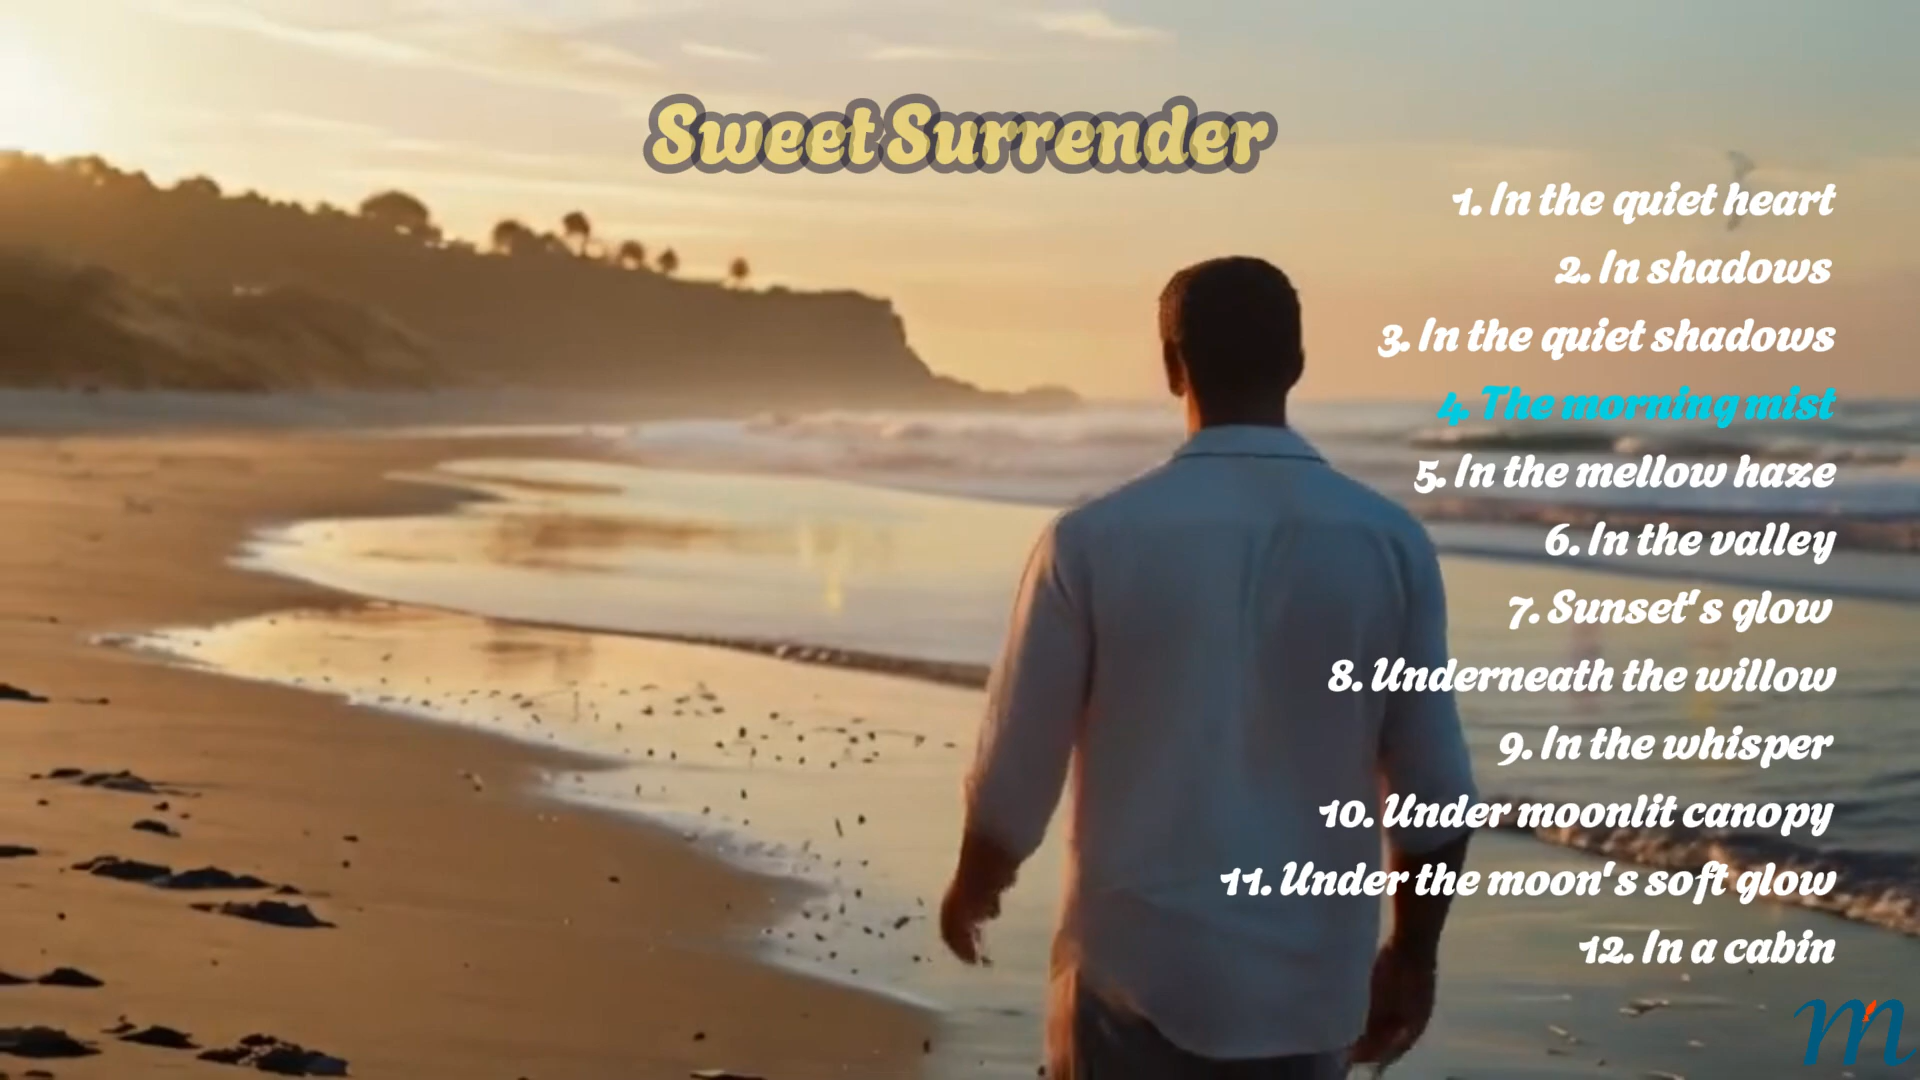 Sweet Surrender
1. In the quiet heart
2. In shadows
3. In the quiet shadows
4. The morning mist
5. In the mellow haze
6. In the valley
7. Sunset's glow
8. Underneath the willow
9. In the whisper
10. Under moonlit canopy
11. Under the moon's soft glow
12. In a cabin
m